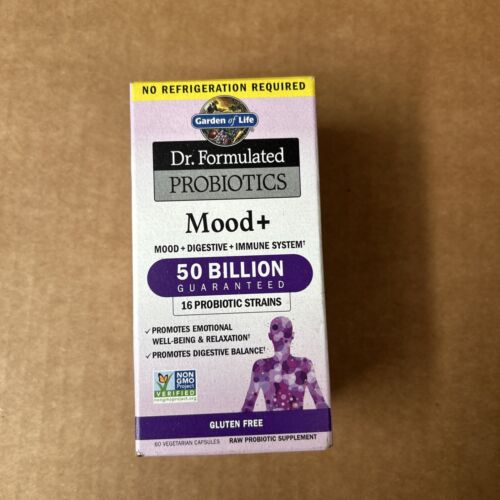 NO REFRIGERATION REQUIRED
Garden of Life
Dr. Formulated
PROBIOTICS
Mood+
MOOD + DIGESTIVE + IMMUNE SYSTEM†
50 BILLION
GUARANTEED
16 PROBIOTIC STRAINS
✓ PROMOTES EMOTIONAL
WELL-BEING & RELAXATION†
✓ PROMOTES DIGESTIVE BALANCE†
NON
GMO
Project
VERIFIED
nongmoproject.org
GLUTEN FREE
60 VEGETARIAN CAPSULES
RAW PROBIOTIC SUPPLEMENT